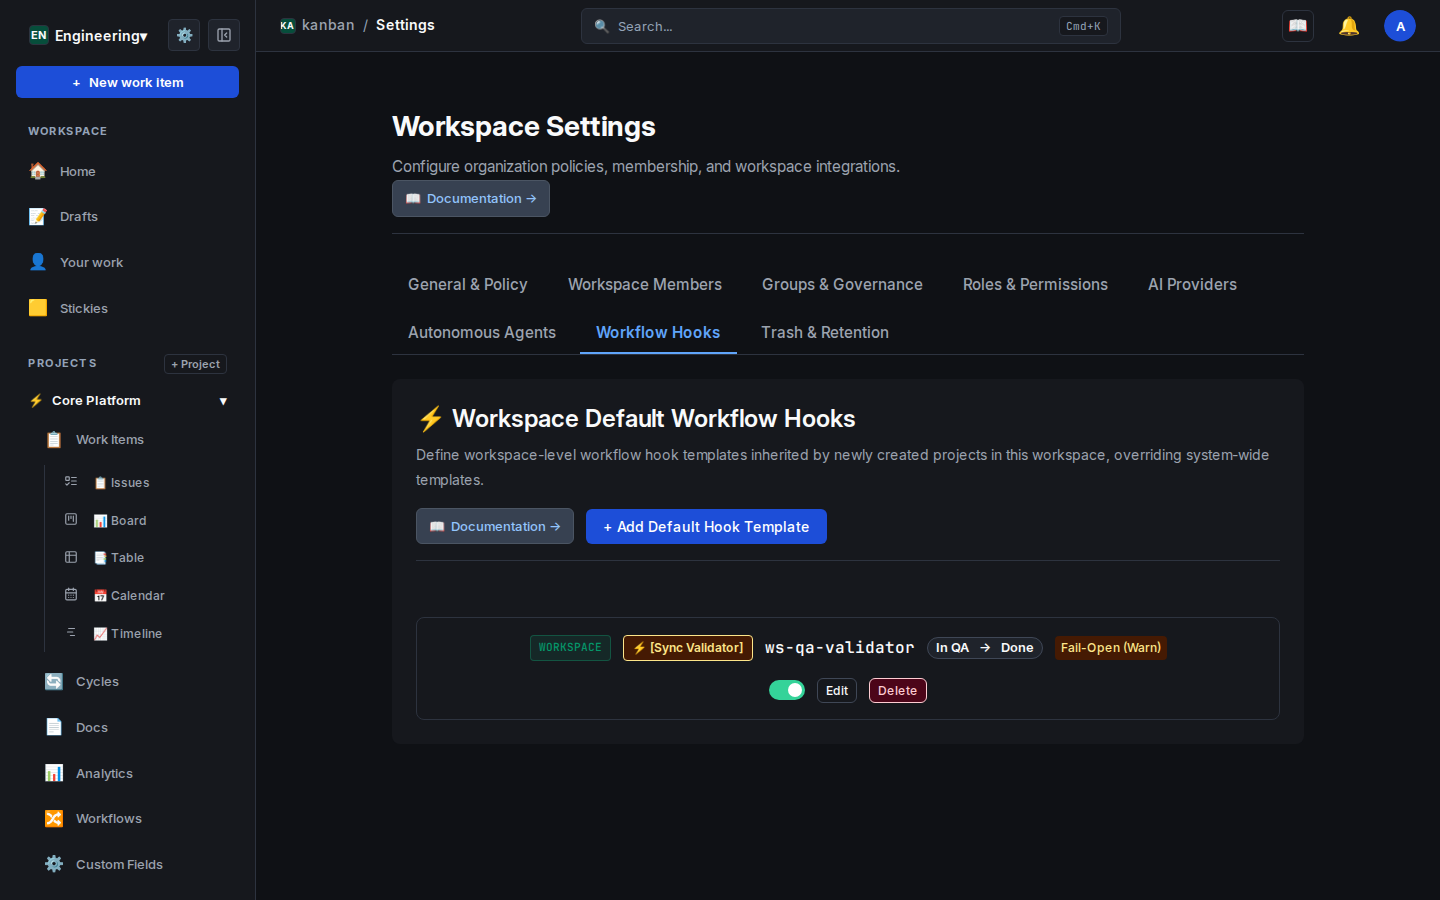 EN Engineering▾
+ New work item
WORKSPACE
Home
Drafts
Your work
Stickies
PROJECTS
+ Project
Core Platform ▾
Work Items
Issues
Board
Table
Calendar
Timeline
Cycles
Docs
Analytics
Workflows
Custom Fields
KA kanban / Settings
Search... Cmd+K
A
Workspace Settings
Configure organization policies, membership, and workspace integrations.
Documentation →
General & Policy Workspace Members Groups & Governance Roles & Permissions AI Providers
Autonomous Agents Workflow Hooks Trash & Retention
⚡ Workspace Default Workflow Hooks
Define workspace-level workflow hook templates inherited by newly created projects in this workspace, overriding system-wide
templates.
Documentation → + Add Default Hook Template
WORKSPACE ⚡ [Sync Validator] ws-qa-validator In QA → Done Fail-Open (Warn)
Edit Delete